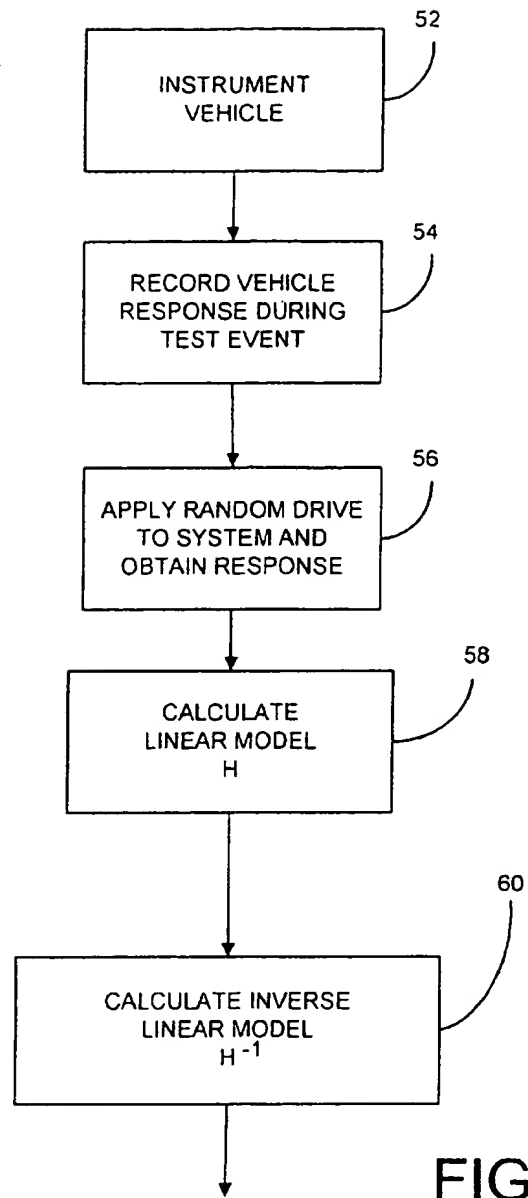 52
INSTRUMENT
VEHICLE
54
RECORD VEHICLE
RESPONSE DURING
TEST EVENT
56
APPLY RANDOM DRIVE
TO SYSTEM AND
OBTAIN RESPONSE
58
CALCULATE
LINEAR MODEL
H
60
CALCULATE INVERSE
LINEAR MODEL
H⁻¹
FIG